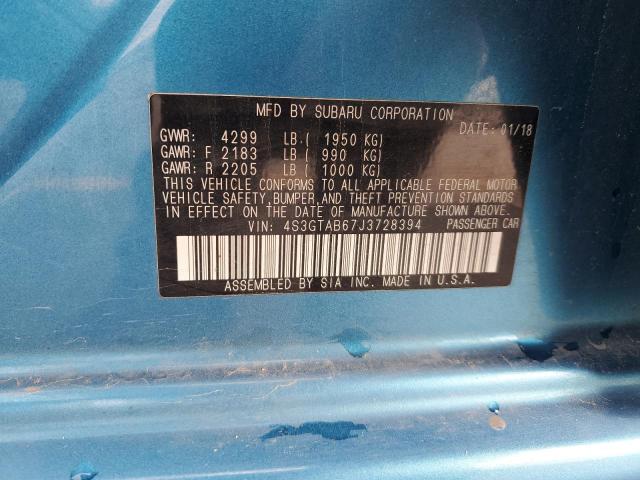 MFD BY SUBARU CORPORATION
DATE: 01/18
GVWR: 4299 LB ( 1950 KG)
GAWR: F 2183 LB ( 990 KG)
GAWR: R 2205 LB ( 1000 KG)
THIS VEHICLE CONFORMS TO ALL APPLICABLE FEDERAL MOTOR
VEHICLE SAFETY, BUMPER, AND THEFT PREVENTION STANDARDS
IN EFFECT ON THE DATE OF MANUFACTURE SHOWN ABOVE.
VIN: 4S3GTAB67J3728394 PASSENGER CAR
ASSEMBLED BY SIA INC. MADE IN U.S.A.